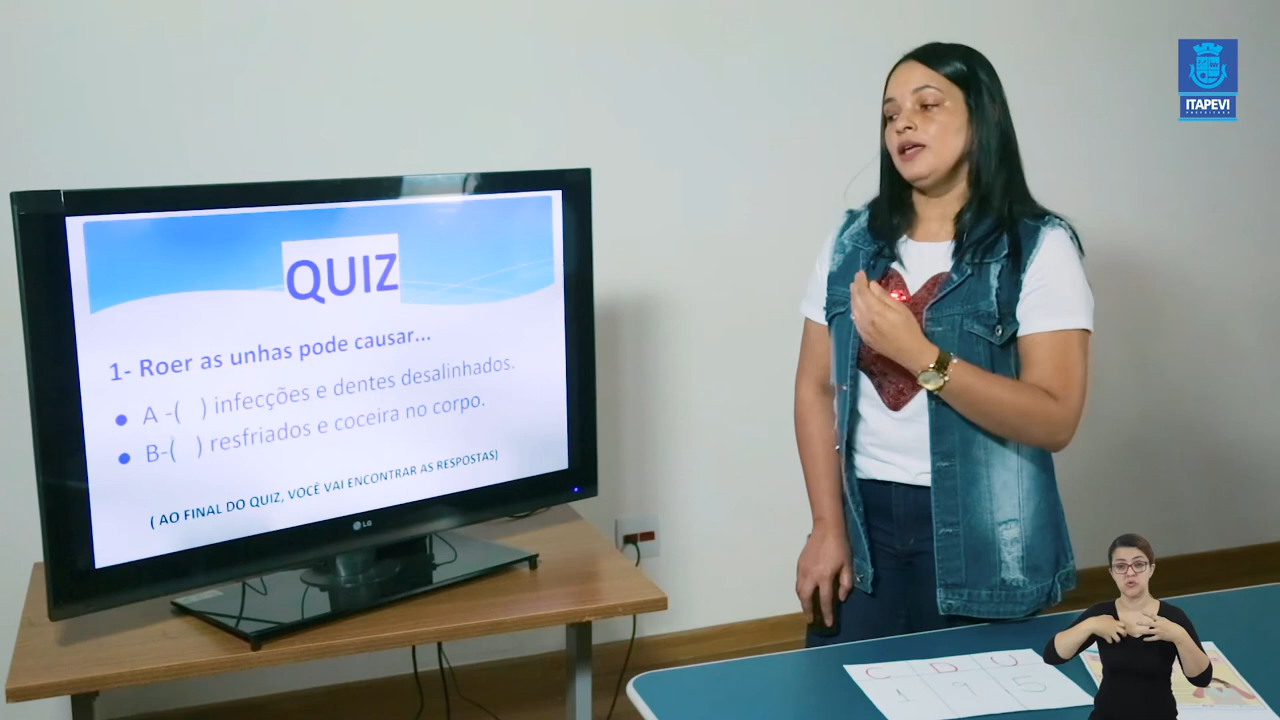 QUIZ
1- Roer as unhas pode causar...
A -( ) infecções e dentes desalinhados.
B-( ) resfriados e coceira no corpo.
( AO FINAL DO QUIZ, VOCÊ VAI ENCONTRAR AS RESPOSTAS)
LG
ITAPEVI
PREFEITURA
C D U
1 9 5